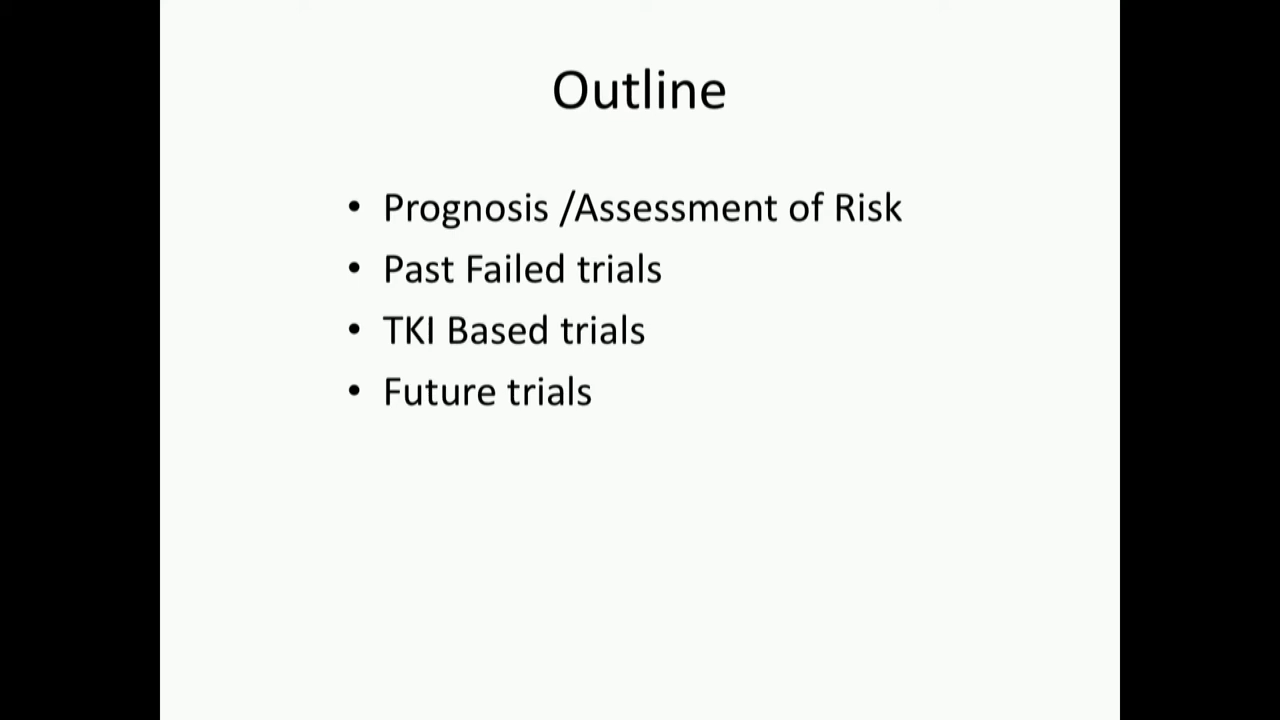 Outline
• Prognosis /Assessment of Risk
• Past Failed trials
• TKI Based trials
• Future trials